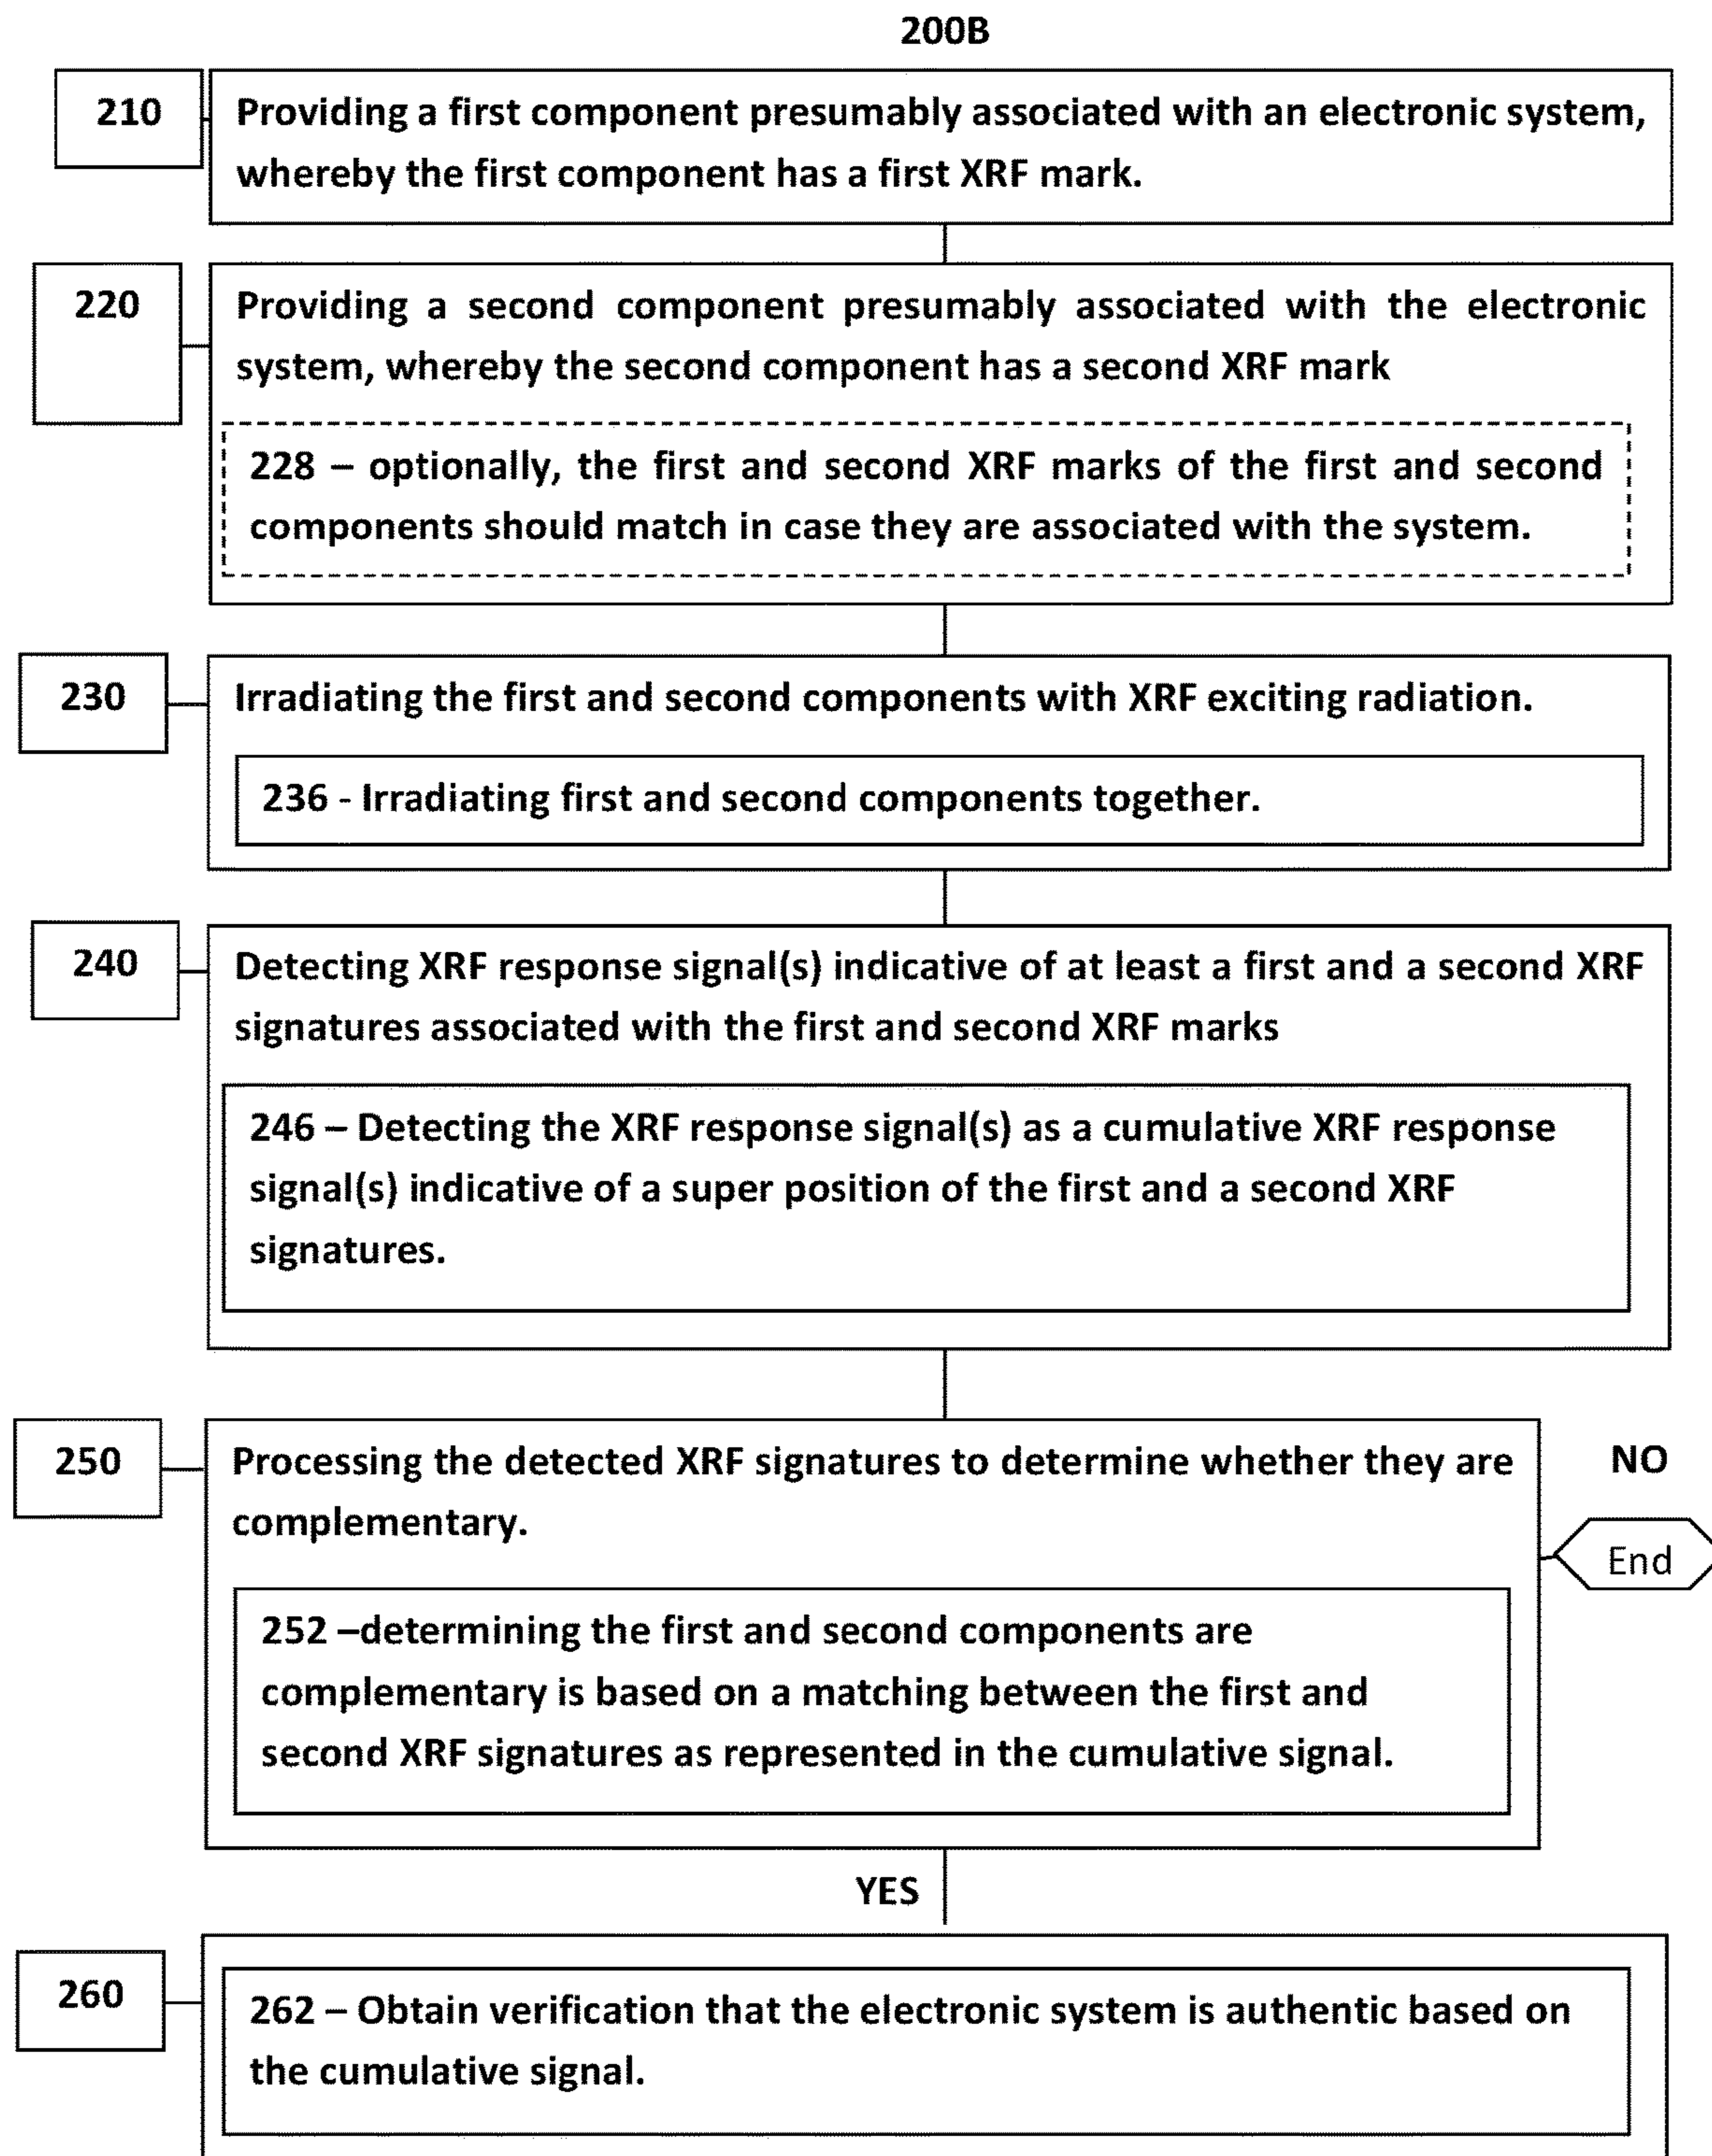 200B
210
Providing a first component presumably associated with an electronic system,
whereby the first component has a first XRF mark.
220
Providing a second component presumably associated with the electronic
system, whereby the second component has a second XRF mark
228 – optionally, the first and second XRF marks of the first and second
components should match in case they are associated with the system.
230
Irradiating the first and second components with XRF exciting radiation.
236 - Irradiating first and second components together.
240
Detecting XRF response signal(s) indicative of at least a first and a second XRF
signatures associated with the first and second XRF marks
246 – Detecting the XRF response signal(s) as a cumulative XRF response
signal(s) indicative of a super position of the first and a second XRF
signatures.
250
Processing the detected XRF signatures to determine whether they are
complementary.
NO
End
252 –determining the first and second components are
complementary is based on a matching between the first and
second XRF signatures as represented in the cumulative signal.
YES
260
262 – Obtain verification that the electronic system is authentic based on
the cumulative signal.